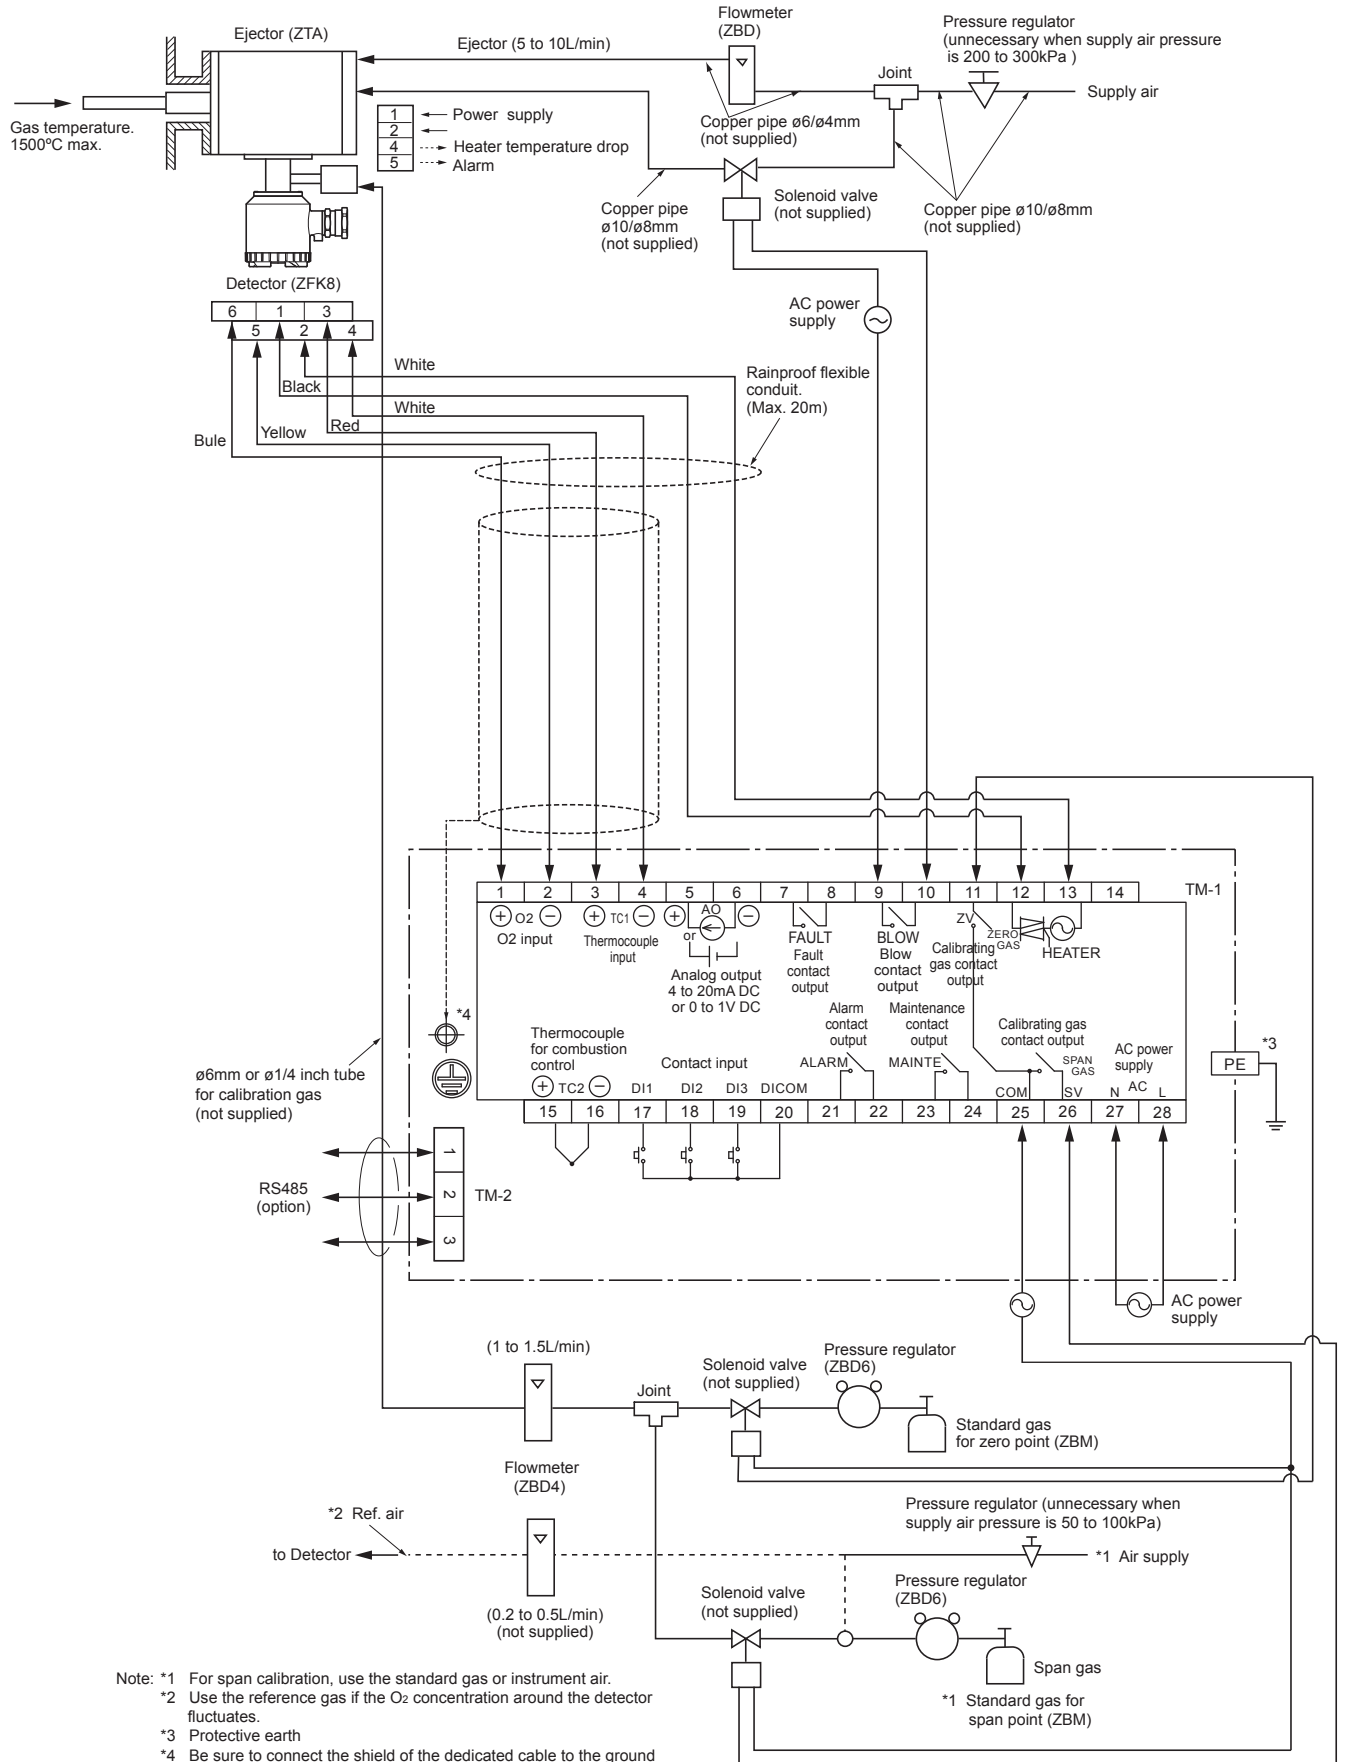 Ejector (ZTA)
Ejector (5 to 10L/min)
Flowmeter
(ZBD)
Pressure regulator
(unnecessary when supply air pressure
is 200 to 300kPa )
Joint
Supply air
Gas temperature.
1500ºC max.
1
2
4
5
Power supply
Heater temperature drop
Alarm
Copper pipe ø6/ø4mm
(not supplied)
Copper pipe
ø10/ø8mm
(not supplied)
Solenoid valve
(not supplied)
Copper pipe ø10/ø8mm
(not supplied)
Detector (ZFK8)
6 1 3
5 2 4
AC power
supply
White
Black
White
Red
Yellow
Bule
Rainproof flexible
conduit.
(Max. 20m)
1 2 3 4 5 6 7 8 9 10 11 12 13 14
TM-1
+ O2 −
O2 input
+ TC1 −
Thermocouple
input
+ AO −
or
Analog output
4 to 20mA DC
or 0 to 1V DC
FAULT
Fault
contact
output
BLOW
Blow
contact
output
ZV
ZERO
GAS
Calibrating
gas contact
output
HEATER
*4
Thermocouple
for combustion
control
+ TC2 −
Contact input
DI1 DI2 DI3 DICOM
Alarm
contact
output
ALARM
Maintenance
contact
output
MAINTE
Calibrating gas
contact output
SPAN
GAS
COM SV
AC power
supply
N AC L
15 16 17 18 19 20 21 22 23 24 25 26 27 28
*3
PE
ø6mm or ø1/4 inch tube
for calibration gas
(not supplied)
RS485
(option)
1
2
3
TM-2
AC power
supply
(1 to 1.5L/min)
Joint
Solenoid valve
(not supplied)
Pressure regulator
(ZBD6)
Standard gas
for zero point (ZBM)
Flowmeter
(ZBD4)
*2 Ref. air
to Detector
Pressure regulator (unnecessary when
supply air pressure is 50 to 100kPa)
*1 Air supply
(0.2 to 0.5L/min)
(not supplied)
Solenoid valve
(not supplied)
Pressure regulator
(ZBD6)
Span gas
*1 Standard gas for
span point (ZBM)
Note: *1 For span calibration, use the standard gas or instrument air.
*2 Use the reference gas if the O2 concentration around the detector
fluctuates.
*3 Protective earth
*4 Be sure to connect the shield of the dedicated cable to the ground